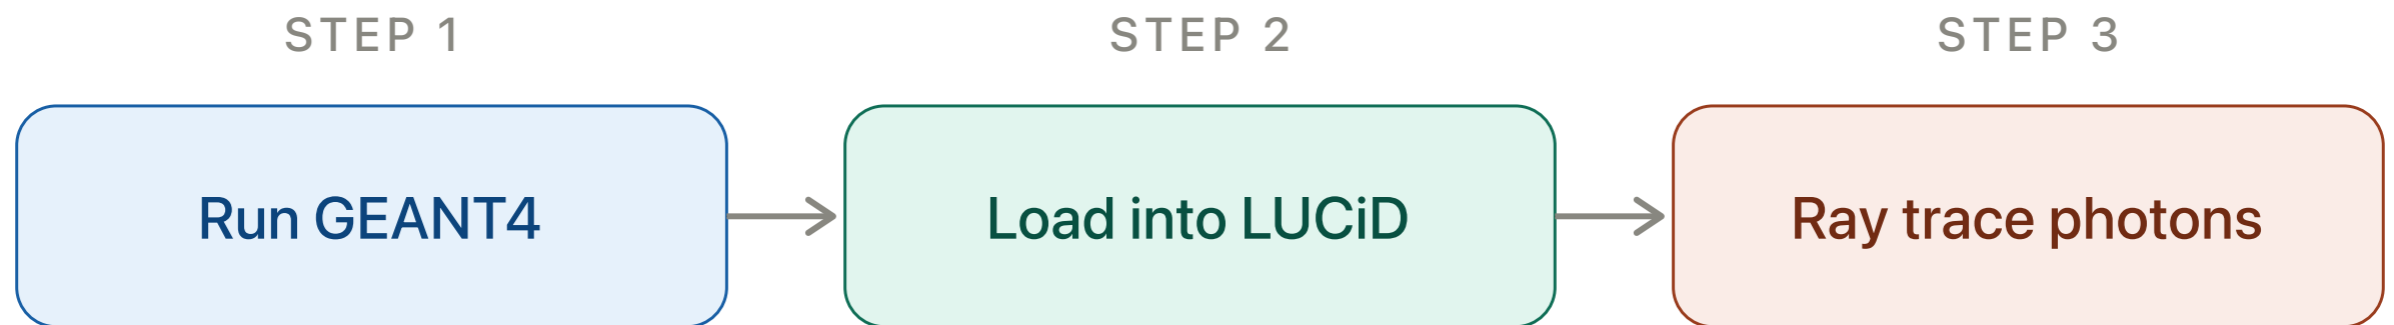 STEP 1
STEP 2
STEP 3
Run GEANT4
Load into LUCiD
Ray trace photons